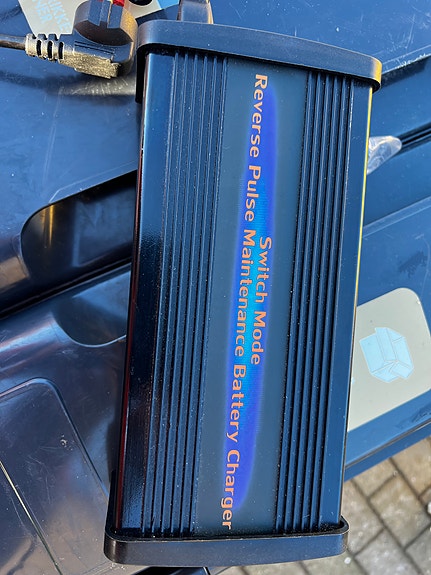 Switch Mode
Reverse Pulse Maintenance Battery Charger